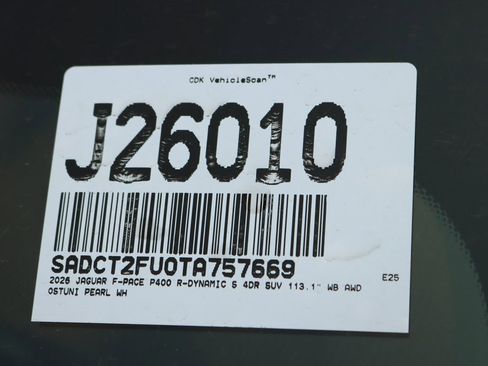 CDK VehicleScan™
J26010
SADCT2FU0TA757669
2026 JAGUAR F-PACE P400 R-DYNAMIC S 4DR SUV 113.1" WB AWD
OSTUNI PEARL WH
E25